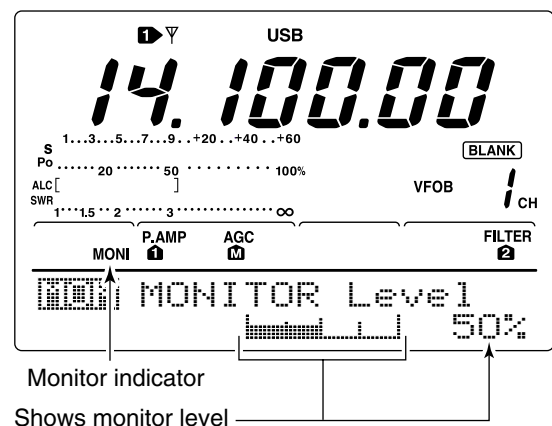 1 USB
14.100.00
1...3...5...7...9..+20..+40..+60
S
BLANK
Po 20 50 100%
ALC [ ] VFOB 1 CH
SWR 1 1.5 2 3 ∞
P.AMP AGC FILTER
MONI 1 M 2
MONITOR Level
50%
Monitor indicator
Shows monitor level